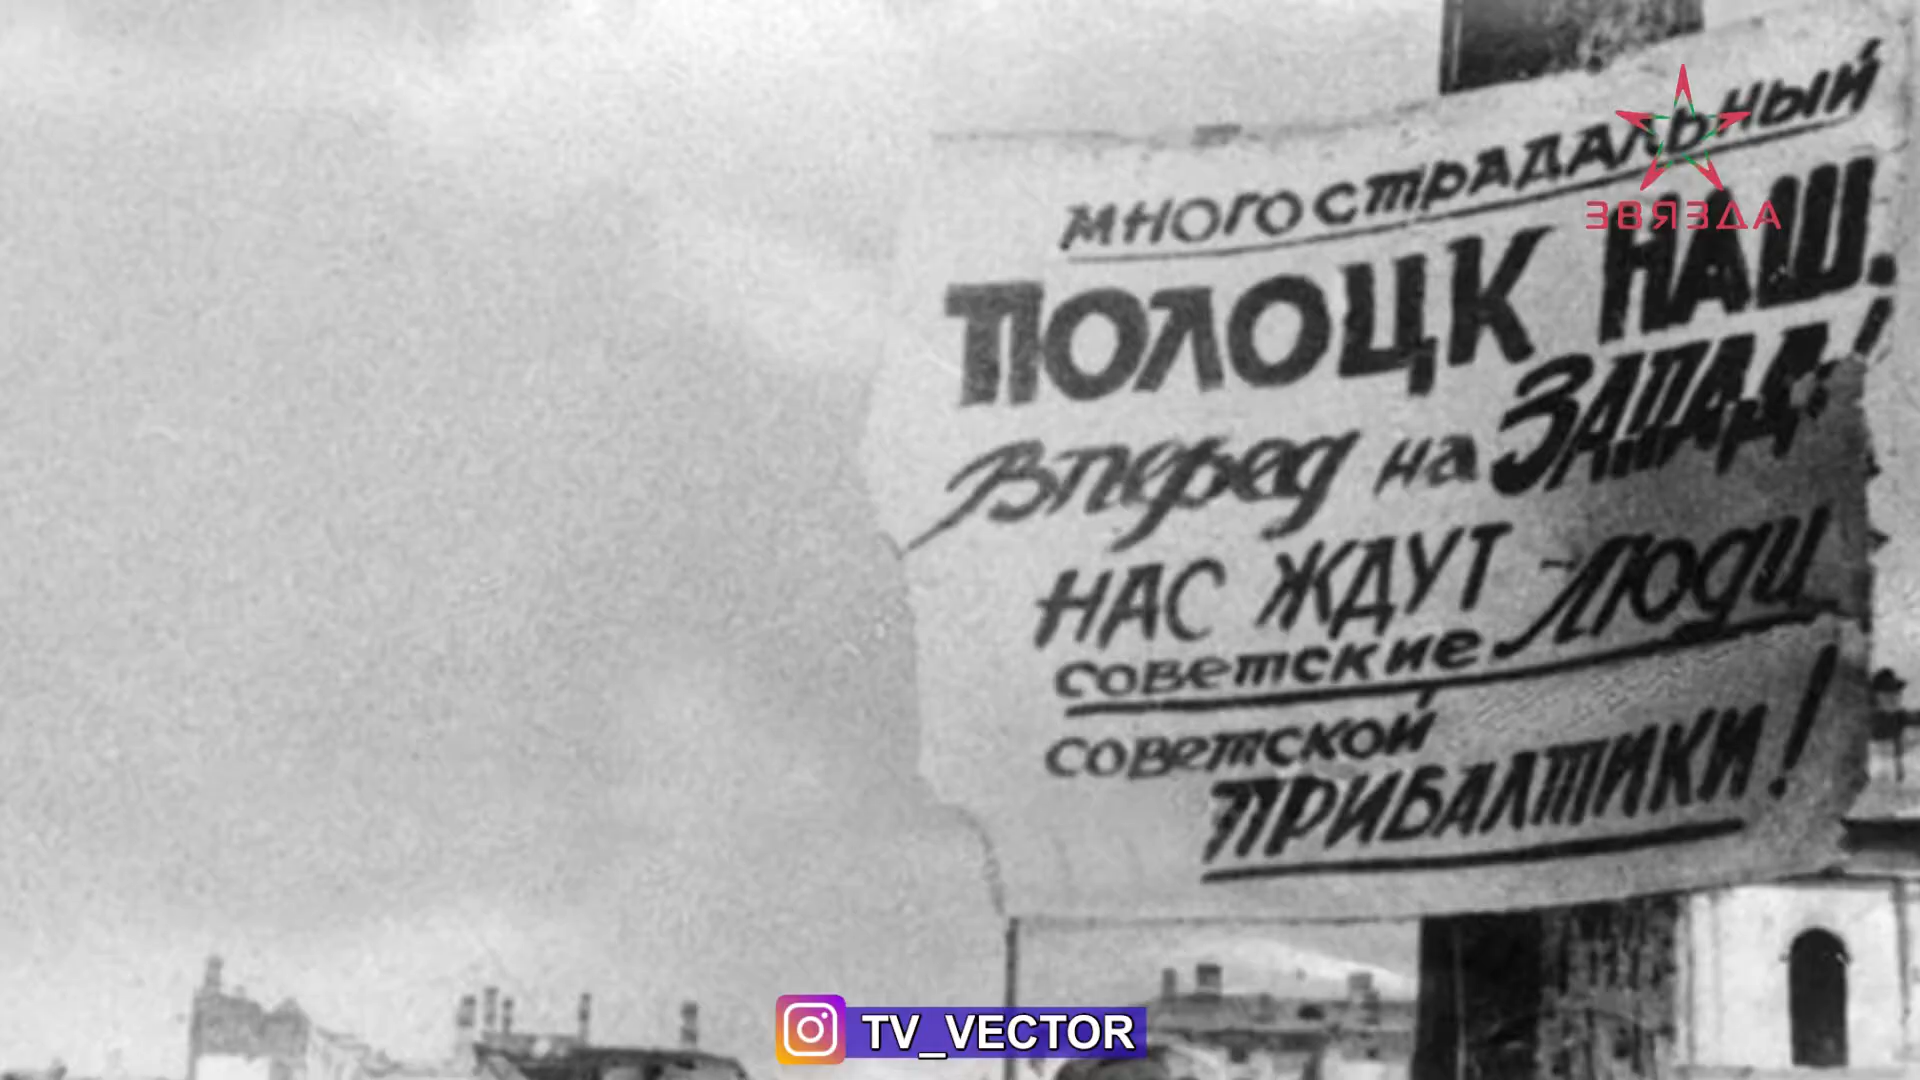 многострадальный
ПОЛОЦК НАШ.
Вперед на ЗАПАД!
НАС ЖДУТ
советские люди
советской
ПРИБАЛТИКИ!
ЗВЯЗДА
TV_VECTOR